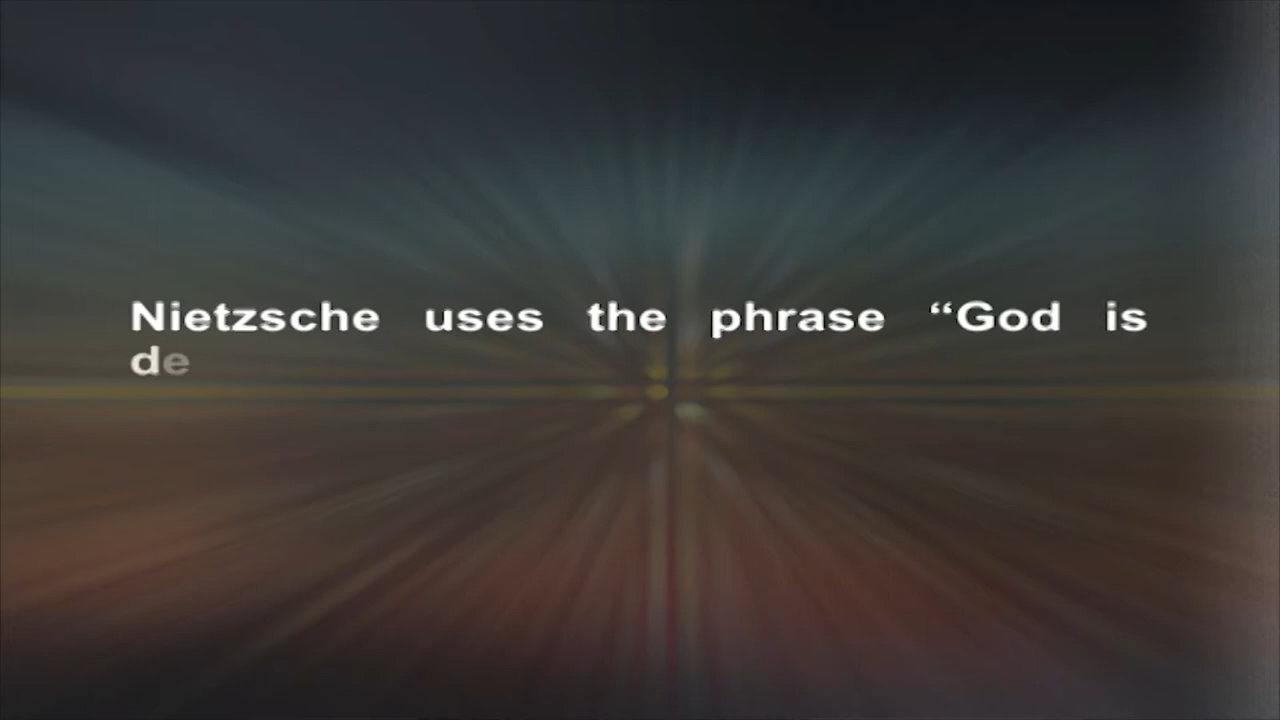 Nietzsche uses the phrase “God is
de